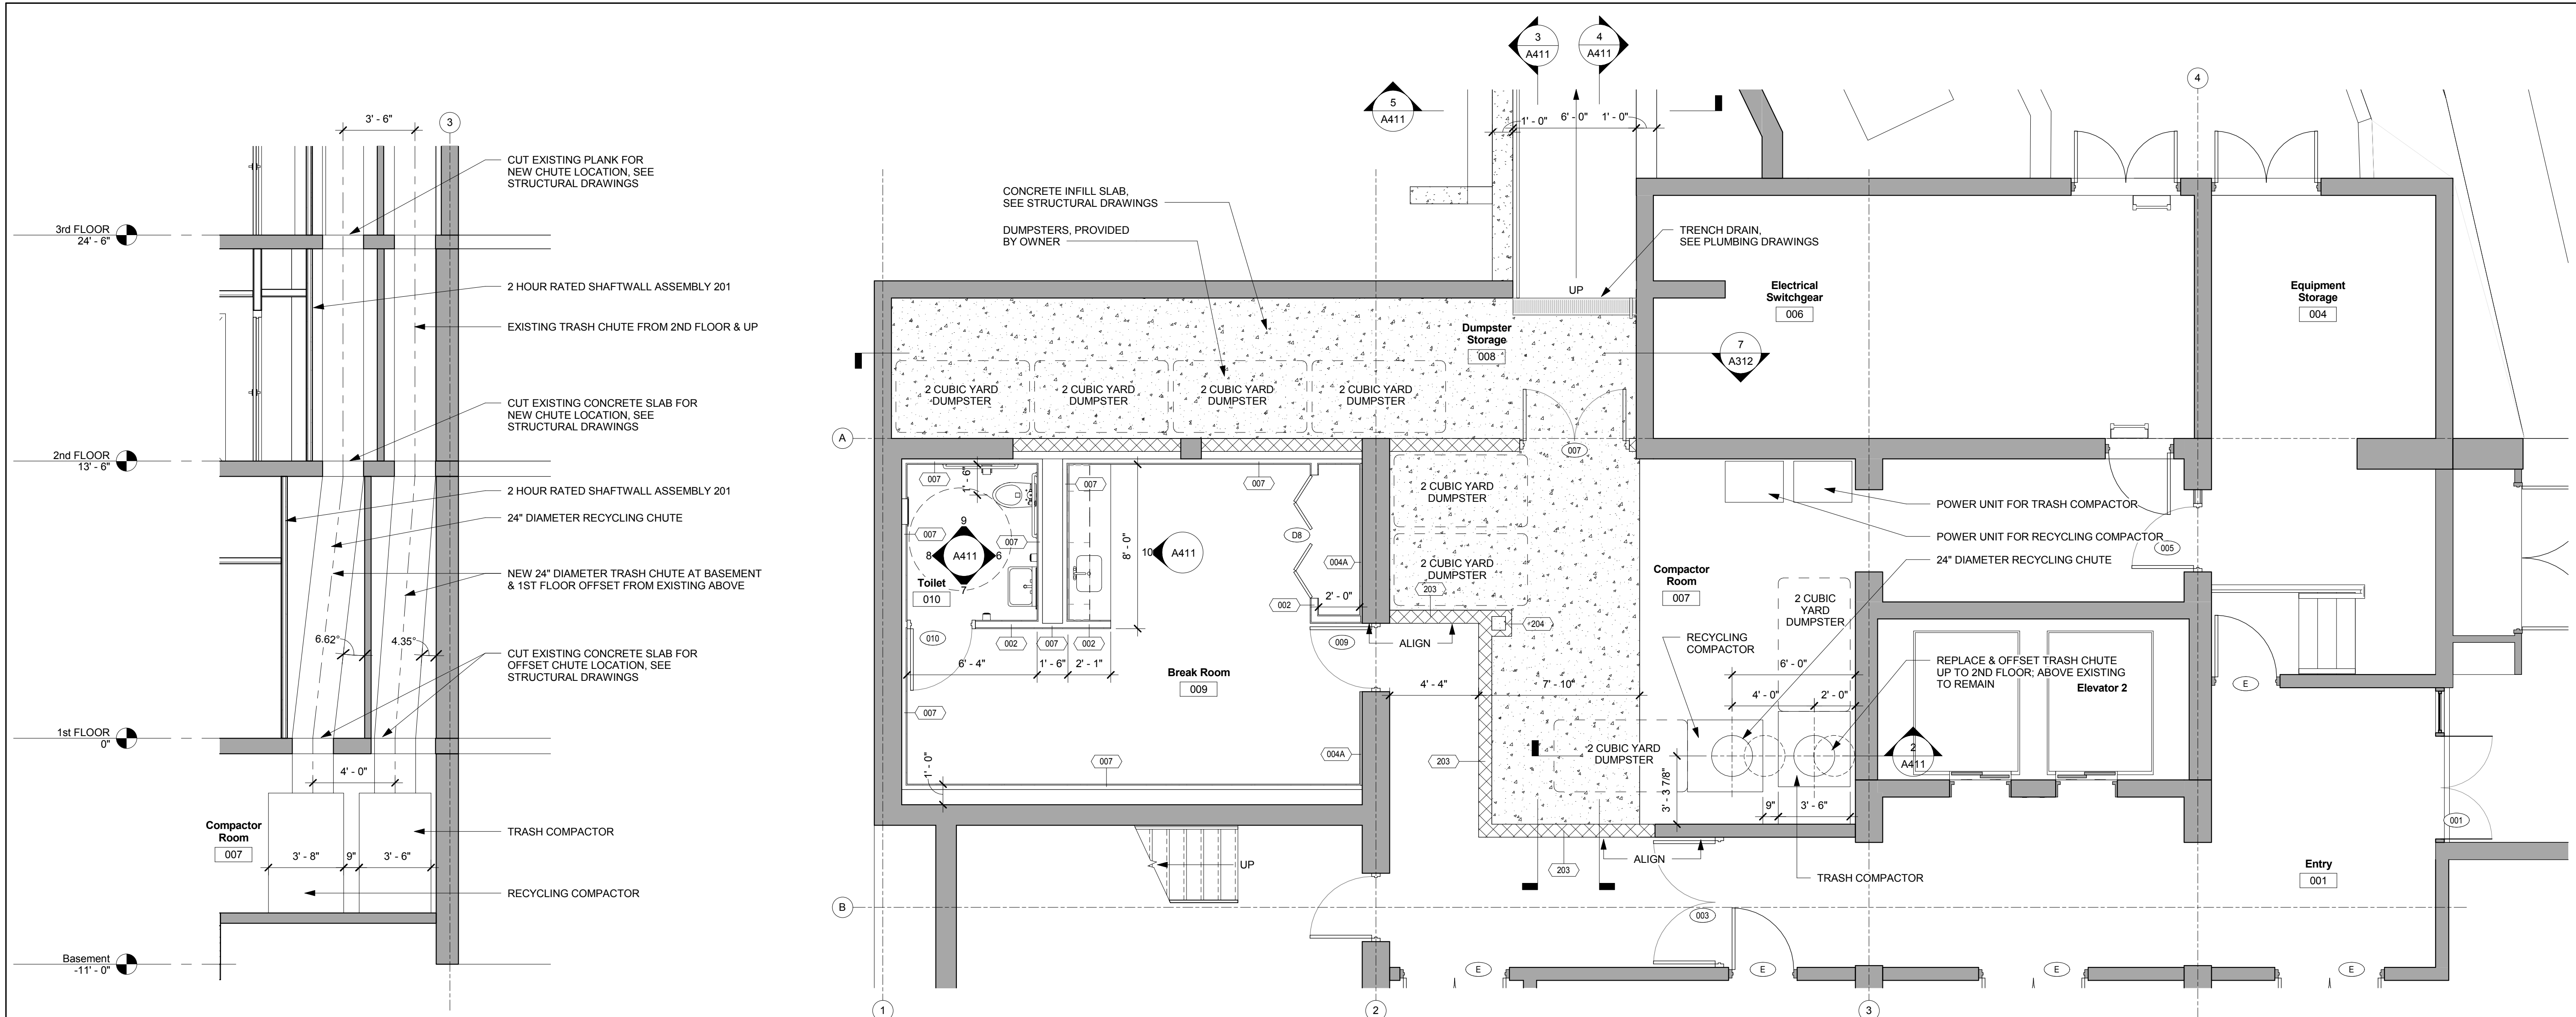 3' - 6"
3
CUT EXISTING PLANK FOR
NEW CHUTE LOCATION, SEE
STRUCTURAL DRAWINGS
3rd FLOOR
24' - 6"
2 HOUR RATED SHAFTWALL ASSEMBLY 201
EXISTING TRASH CHUTE FROM 2ND FLOOR & UP
CUT EXISTING CONCRETE SLAB FOR
NEW CHUTE LOCATION, SEE
STRUCTURAL DRAWINGS
2nd FLOOR
13' - 6"
2 HOUR RATED SHAFTWALL ASSEMBLY 201
24" DIAMETER RECYCLING CHUTE
NEW 24" DIAMETER TRASH CHUTE AT BASEMENT
& 1ST FLOOR OFFSET FROM EXISTING ABOVE
6.62°
4.35°
CUT EXISTING CONCRETE SLAB FOR
OFFSET CHUTE LOCATION, SEE
STRUCTURAL DRAWINGS
1st FLOOR
0"
4' - 0"
Compactor
Room
007
TRASH COMPACTOR
3' - 8"
9"
3' - 6"
RECYCLING COMPACTOR
Basement
-11' - 0"
3
A411
4
A411
5
A411
4
1' - 0"
6' - 0"
1' - 0"
CONCRETE INFILL SLAB,
SEE STRUCTURAL DRAWINGS
DUMPSTERS, PROVIDED
BY OWNER
TRENCH DRAIN,
SEE PLUMBING DRAWINGS
UP
Electrical
Switchgear
006
Equipment
Storage
004
Dumpster
Storage
008
7
A312
2 CUBIC YARD
DUMPSTER
2 CUBIC YARD
DUMPSTER
2 CUBIC YARD
DUMPSTER
2 CUBIC YARD
DUMPSTER
A
007
007
1' - 6"
007
007
2 CUBIC YARD
DUMPSTER
POWER UNIT FOR TRASH COMPACTOR
POWER UNIT FOR RECYCLING COMPACTOR
9
8
A411
6
7
007
007
8' - 0"
10
A411
D8
004A
005
24" DIAMETER RECYCLING CHUTE
2 CUBIC YARD
DUMPSTER
Toilet
010
Compactor
Room
007
203
2' - 0"
002
2 CUBIC
YARD
DUMPSTER
204
010
002
007
002
009
ALIGN
RECYCLING
COMPACTOR
6' - 4"
1' - 6"
2' - 1"
6' - 0"
REPLACE & OFFSET TRASH CHUTE
UP TO 2ND FLOOR; ABOVE EXISTING
TO REMAIN
Elevator 2
Break Room
009
4' - 4"
7' - 10"
4' - 0"
2' - 0"
E
007
2 CUBIC YARD
DUMPSTER
2
A411
004A
203
007
1' - 0"
3' - 3 7/8"
9"
3' - 6"
001
UP
ALIGN
203
TRASH COMPACTOR
Entry
001
B
003
E
E
E
E
1
2
3